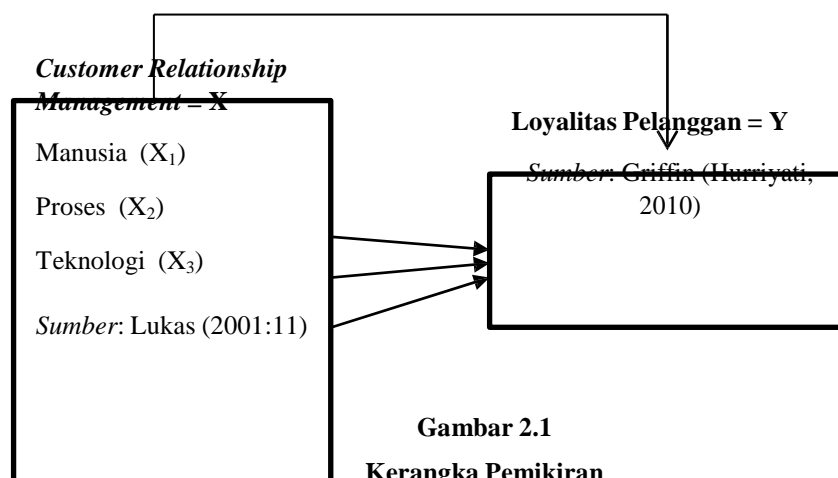 Customer Relationship
Management = X
Manusia (X₁)
Proses (X₂)
Teknologi (X₃)
Sumber: Lukas (2001:11)
Loyalitas Pelanggan = Y
Sumber: Griffin (Hurriyati,
2010)
Gambar 2.1
Kerangka Pemikiran